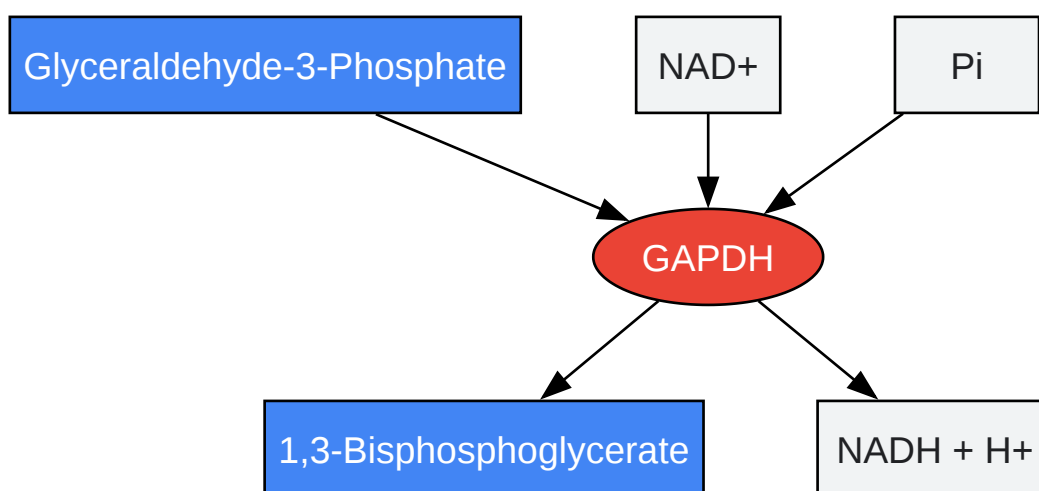 Glyceraldehyde-3-Phosphate
NAD+
Pi
GAPDH
1,3-Bisphosphoglycerate
NADH + H+